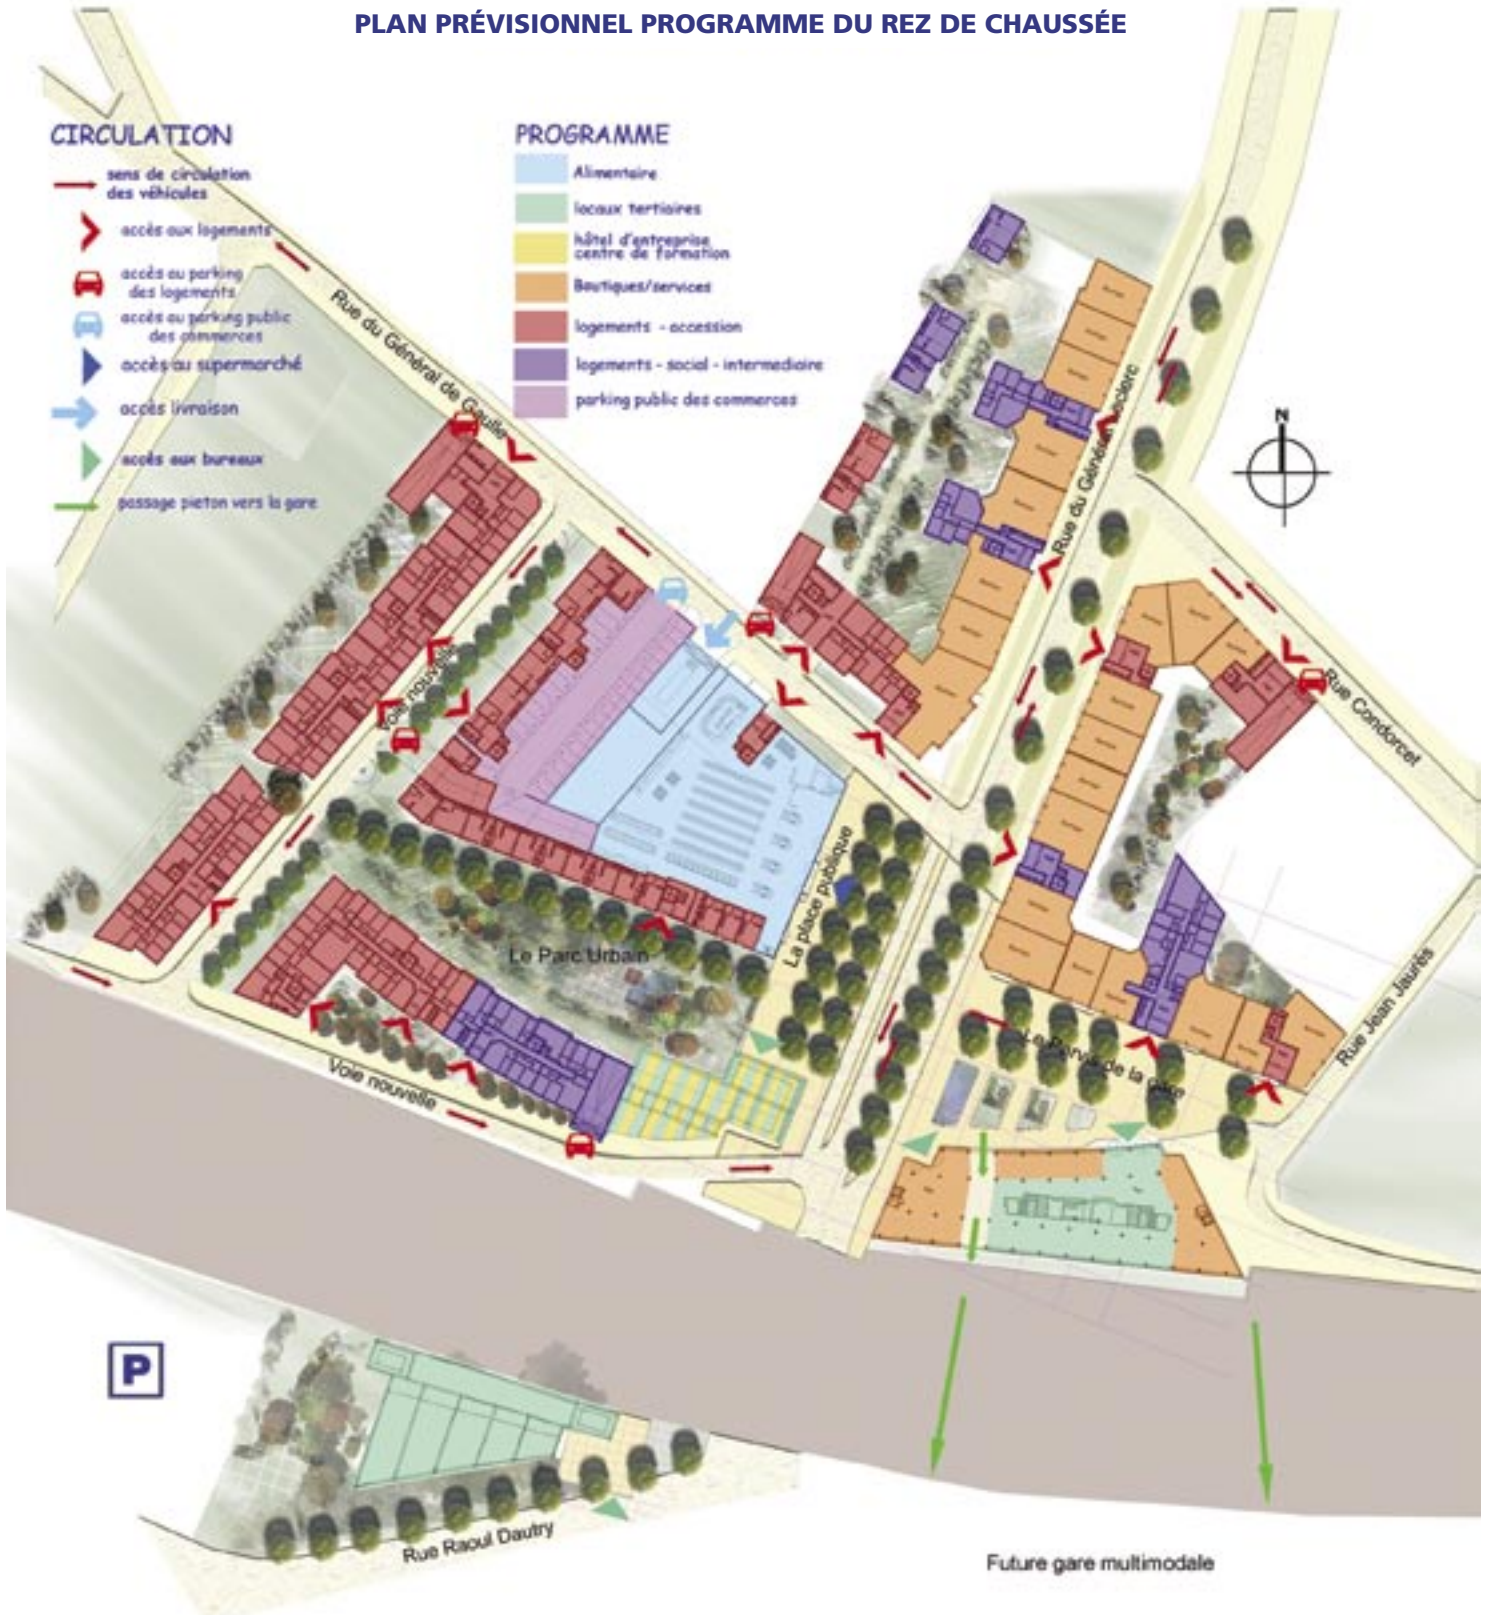 PLAN PRÉVISIONNEL PROGRAMME DU REZ DE CHAUSSÉE
CIRCULATION
sens de circulation
des véhicules
accès aux logements
accès au parking
des logements
accès au parking public
des commerces
accès au supermarché
accès livraison
accès aux bureaux
passage pieton vers la gare
PROGRAMME
Alimentaire
locaux tertiaires
hôtel d'entreprise
centre de formation
Boutiques/services
logements - accession
logements - social - intermediaire
parking public des commerces
Rue du Général de Gaulle
Rue du Général Leclerc
N
Rue Condorcet
Voie nouvelle
La place publique
Le Parc Urbain
Rue Jean Jaurès
Le Parvis de la Gare
Voie nouvelle
P
Rue Raoul Dautry
Future gare multimodale